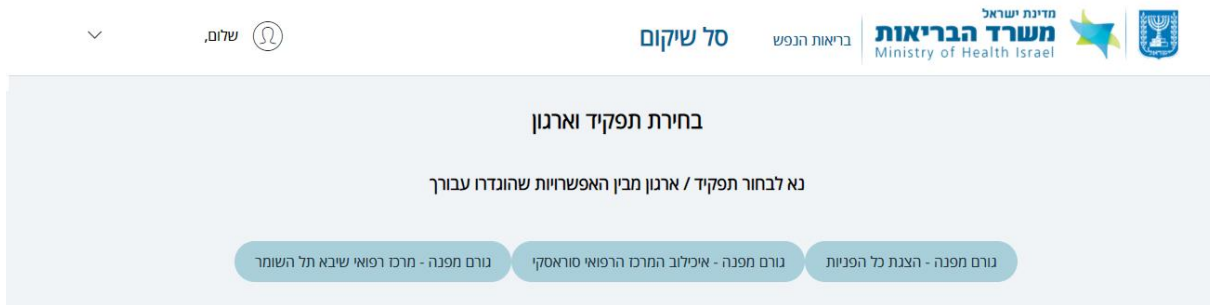 מדינת ישראל
משרד הבריאות
Ministry of Health Israel
בריאות הנפש
סל שיקום
שלום,
בחירת תפקיד וארגון
נא לבחור תפקיד / ארגון מבין האפשרויות שהוגדרו עבורך
גורם מפנה - הצגת כל הפניות
גורם מפנה - איכילוב המרכז הרפואי סוראסקי
גורם מפנה - מרכז רפואי שיבא תל השומר